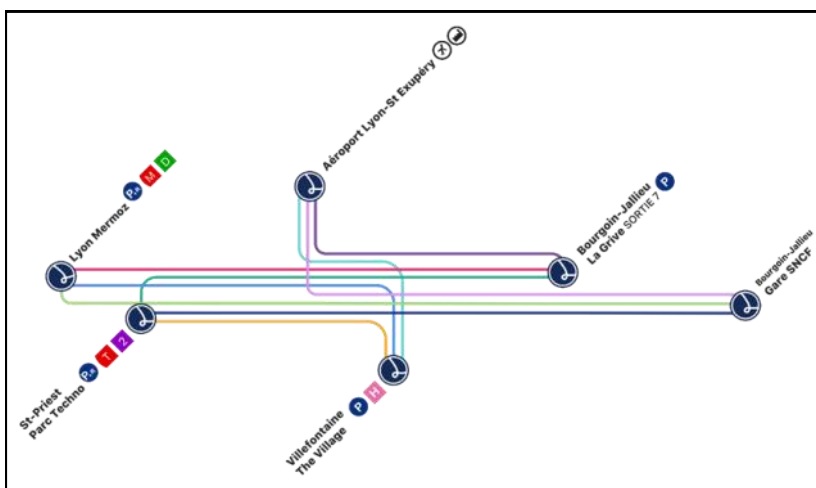 Aéroport Lyon-St Exupéry
Lyon Mermoz P+R M D
Bourgoin-Jallieu P
La Grive SORTIE 7
Bourgoin-Jallieu
Gare SNCF
St-Priest
Parc Techno P+R T 2
Villefontaine P H
The Village